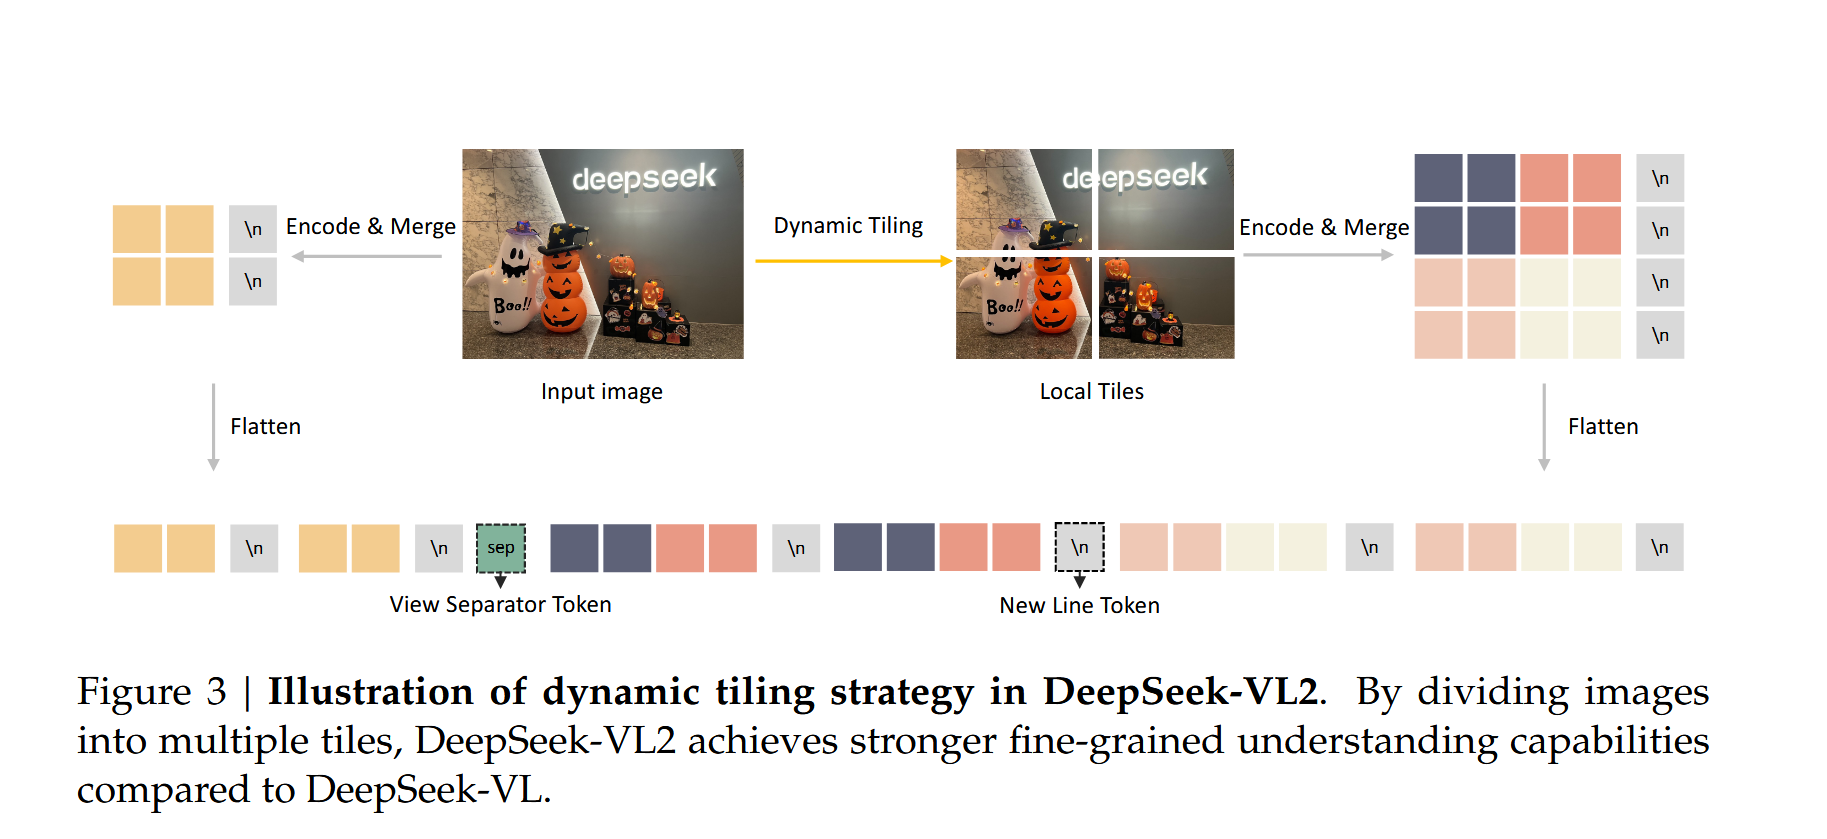 deepseek
deepseek
\n
Encode & Merge
Dynamic Tiling
Encode & Merge
\n
\n
\n
Boo!!
Boo!!
\n
\n
Input image
Local Tiles
Flatten
Flatten
\n
\n
sep
\n
\n
\n
\n
View Separator Token
New Line Token
Figure 3 | Illustration of dynamic tiling strategy in DeepSeek-VL2. By dividing images
into multiple tiles, DeepSeek-VL2 achieves stronger fine-grained understanding capabilities
compared to DeepSeek-VL.